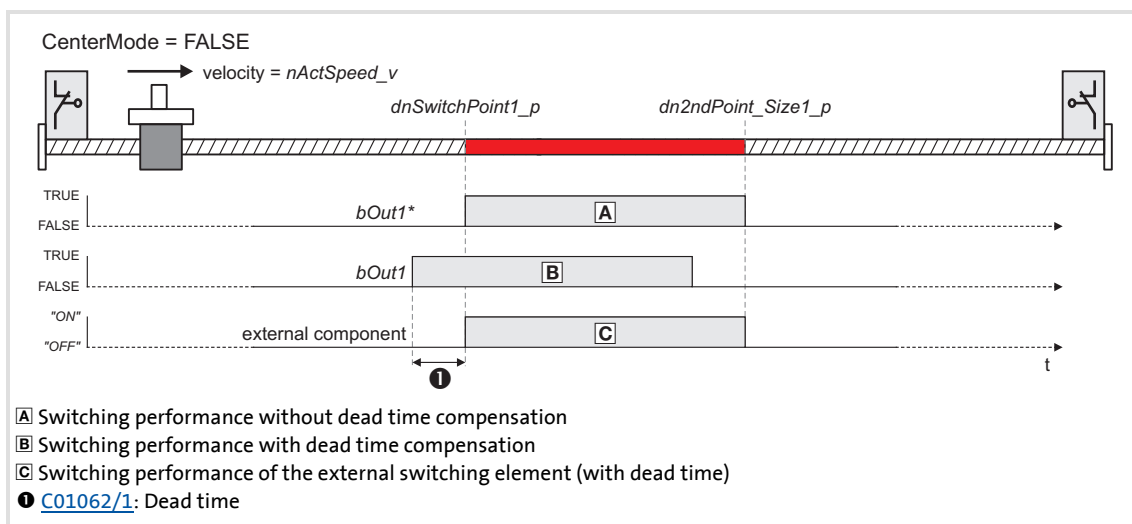 CenterMode = FALSE
velocity = nActSpeed_v
dnSwitchPoint1_p dn2ndPoint_Size1_p
TRUE
FALSE
bOut1*
A
TRUE
FALSE
bOut1
B
"ON"
"OFF"
external component
C
❶
t
A Switching performance without dead time compensation
B Switching performance with dead time compensation
C Switching performance of the external switching element (with dead time)
❶ C01062/1: Dead time